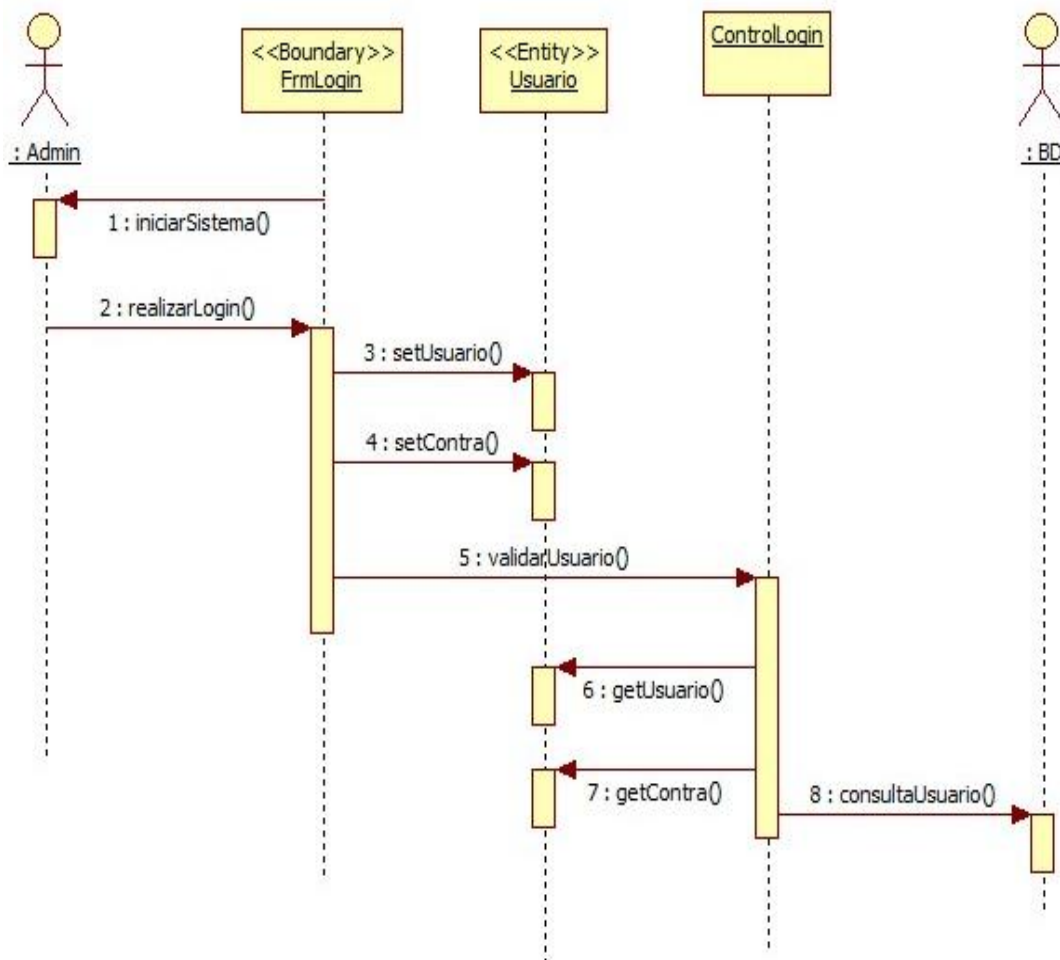 <<Boundary>>
FrmLogin
<<Entity>>
Usuario
ControlLogin
: Admin
: BD
1 : iniciarSistema()
2 : realizarLogin()
3 : setUsuario()
4 : setContra()
5 : validarUsuario()
6 : getUsuario()
7 : getContra()
8 : consultaUsuario()